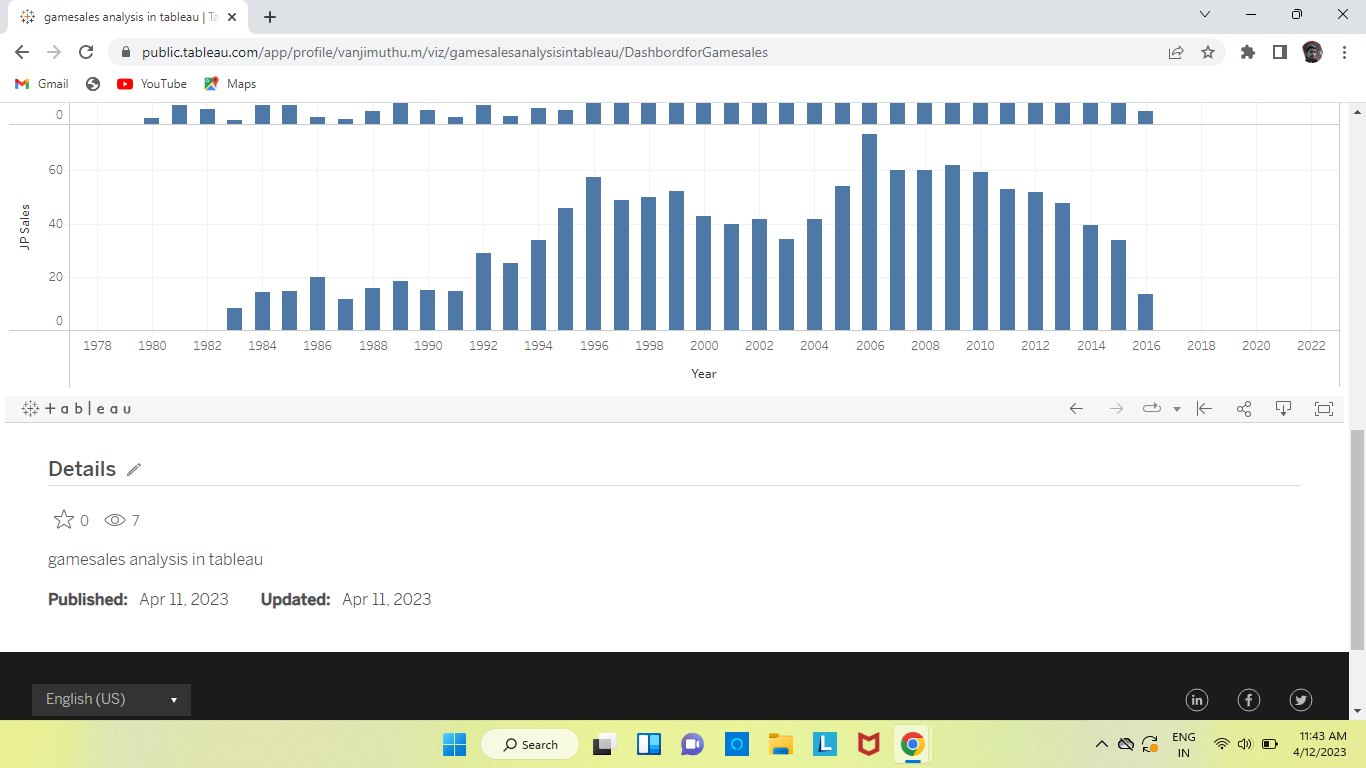 gamesales analysis in tableau | Ta
public.tableau.com/app/profile/vanjimuthu.m/viz/gamesalesanalysisintableau/DashbordforGamesales
Gmail YouTube Maps
0
60
40
20
0
JP Sales
1978 1980 1982 1984 1986 1988 1990 1992 1994 1996 1998 2000 2002 2004 2006 2008 2010 2012 2014 2016 2018 2020 2022
Year
+ableau
Details
0 7
gamesales analysis in tableau
Published: Apr 11, 2023 Updated: Apr 11, 2023
English (US)
in f
Search
L
ENG
IN
11:43 AM
4/12/2023